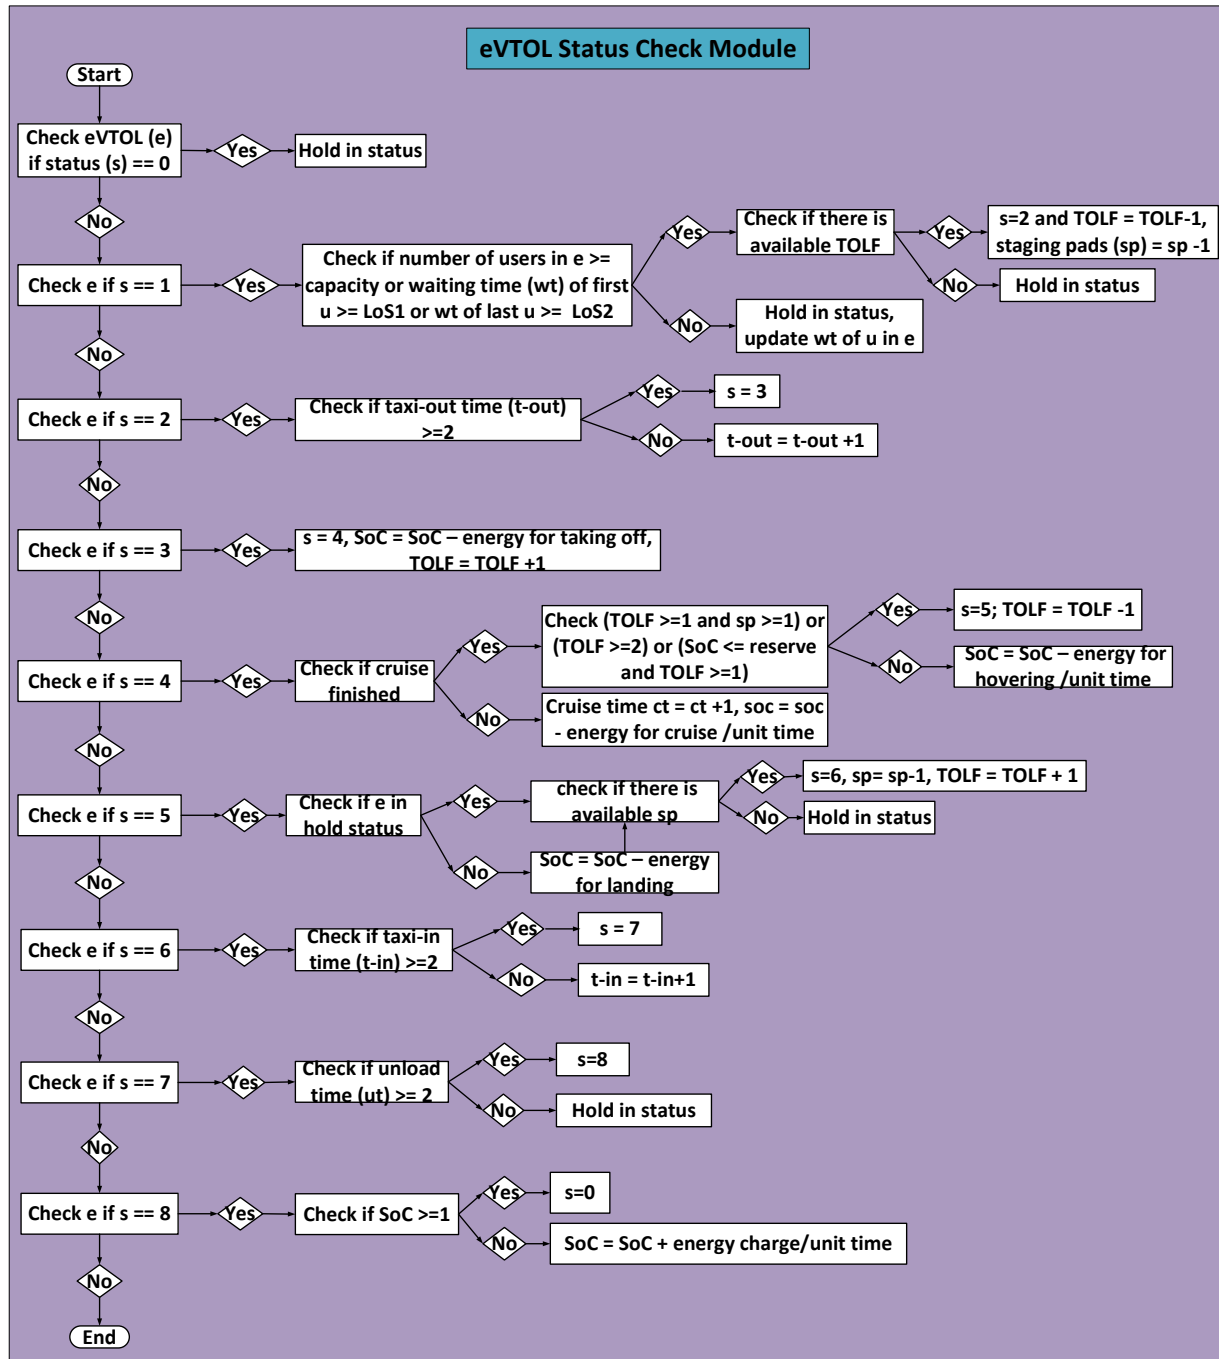 eVTOL Status Check Module
Start
Check eVTOL (e)
if status (s) == 0
Yes
Hold in status
No
Check e if s == 1
Yes
Check if number of users in e >=
capacity or waiting time (wt) of first
u >= LoS1 or wt of last u >= LoS2
Yes
Check if there is
available TOLF
Yes
s=2 and TOLF = TOLF-1,
staging pads (sp) = sp -1
No
Hold in status
No
Hold in status,
update wt of u in e
No
Check e if s == 2
Yes
Check if taxi-out time (t-out)
>=2
Yes
s = 3
No
t-out = t-out +1
No
Check e if s == 3
Yes
s = 4, SoC = SoC – energy for taking off,
TOLF = TOLF +1
No
Check e if s == 4
Yes
Check if cruise
finished
Yes
Check (TOLF >=1 and sp >=1) or
(TOLF >=2) or (SoC <= reserve
and TOLF >=1)
Yes
s=5; TOLF = TOLF -1
No
SoC = SoC – energy for
hovering /unit time
No
Cruise time ct = ct +1, soc = soc
- energy for cruise /unit time
No
Check e if s == 5
Yes
Check if e in
hold status
Yes
check if there is
available sp
Yes
s=6, sp= sp-1, TOLF = TOLF + 1
No
Hold in status
No
SoC = SoC – energy
for landing
No
Check e if s == 6
Yes
Check if taxi-in
time (t-in) >=2
Yes
s = 7
No
t-in = t-in+1
No
Check e if s == 7
Yes
Check if unload
time (ut) >= 2
Yes
s=8
No
Hold in status
No
Check e if s == 8
Yes
Check if SoC >=1
Yes
s=0
No
SoC = SoC + energy charge/unit time
No
End